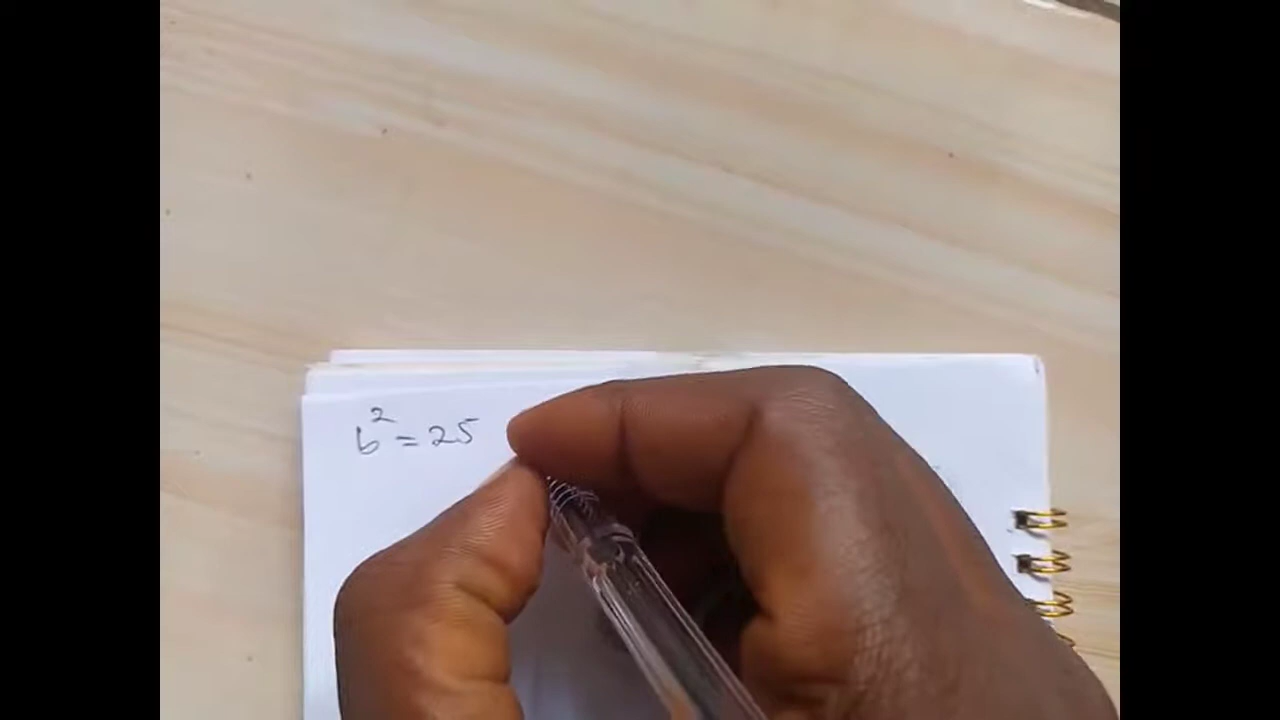 b² = 25